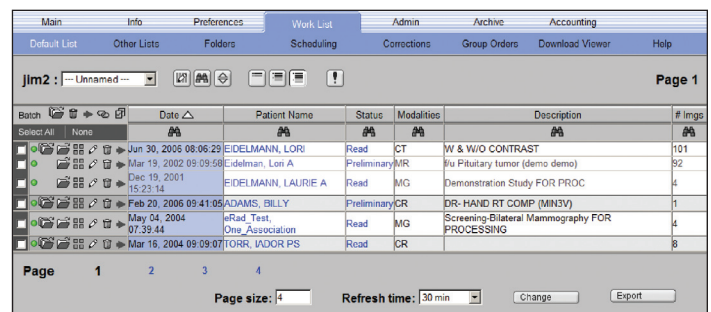 Main Info Preferences Work List Admin Archive Accounting
Default List Other Lists Folders Scheduling Corrections Group Orders Download Viewer Help
jim2 : --- Unnamed --- Page 1
Batch Date Patient Name Status Modalities Description # Imgs
Select All None
Jun 30, 2006 08:06:29 EIDELMANN, LORI Read CT W & W/O CONTRAST 101
Mar 19, 2002 09:09:58 Eidelman, Lori A Preliminary MR f/u Pituitary tumor (demo demo) 92
Dec 19, 2001
15:23:14 EIDELMANN, LAURIE A Read MG Demonstration Study FOR PROC 4
Feb 20, 2006 09:41:05 ADAMS, BILLY Preliminary CR DR- HAND RT COMP (MIN3V) 1
May 04, 2004 eRad_Test, Read MG Screening-Bilateral Mammography FOR 4
07:39:44 One_Association PROCESSING
Mar 16, 2004 09:09:07 TORR, IADOR PS Read CR 8
Page 1 2 3 4
Page size: 4 Refresh time: 30 min Change Export